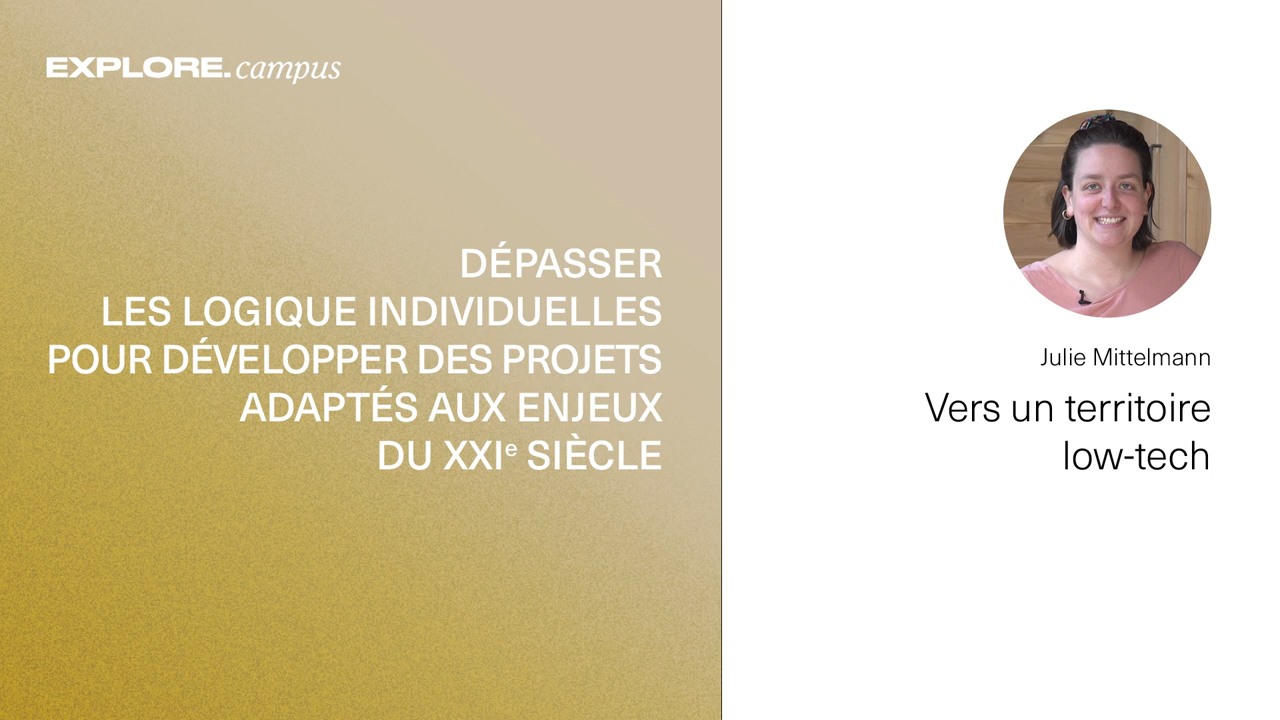 EXPLORE.campus
DÉPASSER
LES LOGIQUE INDIVIDUELLES
POUR DÉVELOPPER DES PROJETS
ADAPTÉS AUX ENJEUX
DU XXIᵉ SIÈCLE
Julie Mittelmann
Vers un territoire
low-tech